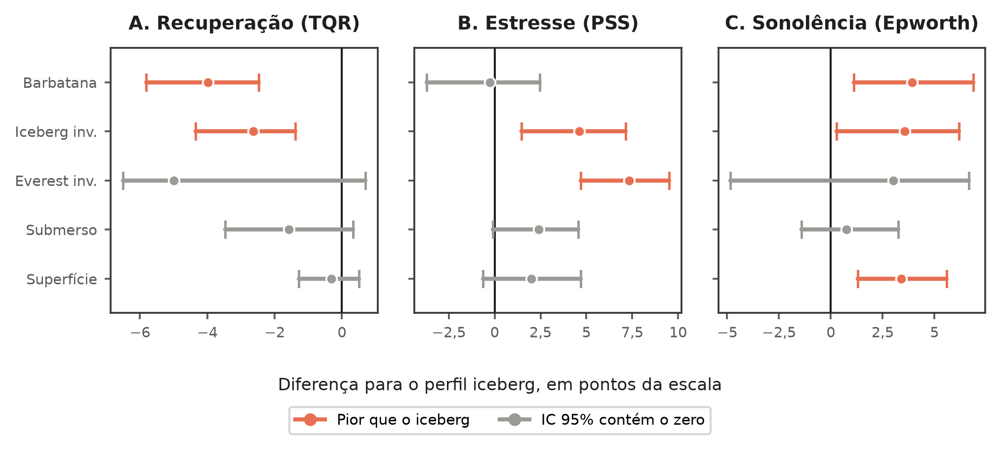 A. Recuperação (TQR)
B. Estresse (PSS)
C. Sonolência (Epworth)
Barbatana
Iceberg inv.
Everest inv.
Submerso
Superfície
−6 −4 −2 0
−2,5 0 2,5 5 7,5 10
−5 −2,5 0 2,5 5
Diferença para o perfil iceberg, em pontos da escala
Pior que o iceberg
IC 95% contém o zero